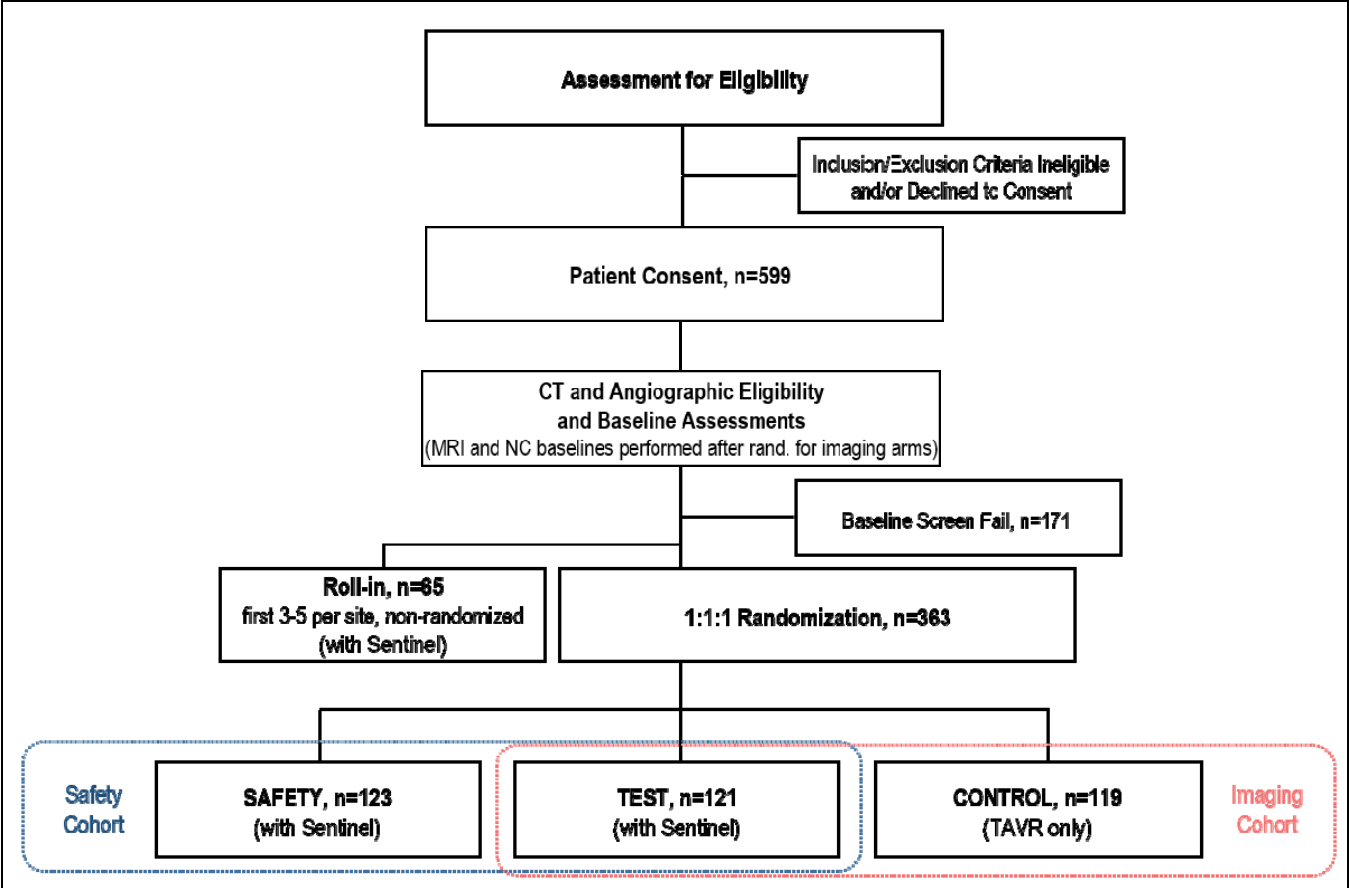 Assessment for Eligibility
Inclusion/Exclusion Criteria Ineligible
and/or Declined to Consent
Patient Consent, n=599
CT and Angiographic Eligibility
and Baseline Assessments
(MRI and NC baselines performed after rand. for imaging arms)
Baseline Screen Fail, n=171
Roll-in, n=65
first 3-5 per site, non-randomized
(with Sentinel)
1:1:1 Randomization, n=363
Safety
Cohort
SAFETY, n=123
(with Sentinel)
TEST, n=121
(with Sentinel)
CONTROL, n=119
(TAVR only)
Imaging
Cohort